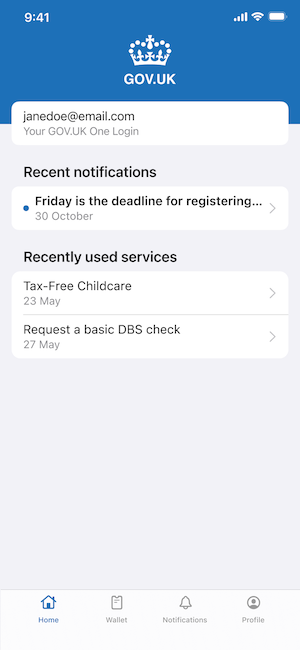 9:41
GOV.UK
janedoe@email.com
Your GOV.UK One Login
Recent notifications
Friday is the deadline for registering...
30 October
Recently used services
Tax-Free Childcare
23 May
Request a basic DBS check
27 May
Home Wallet Notifications Profile